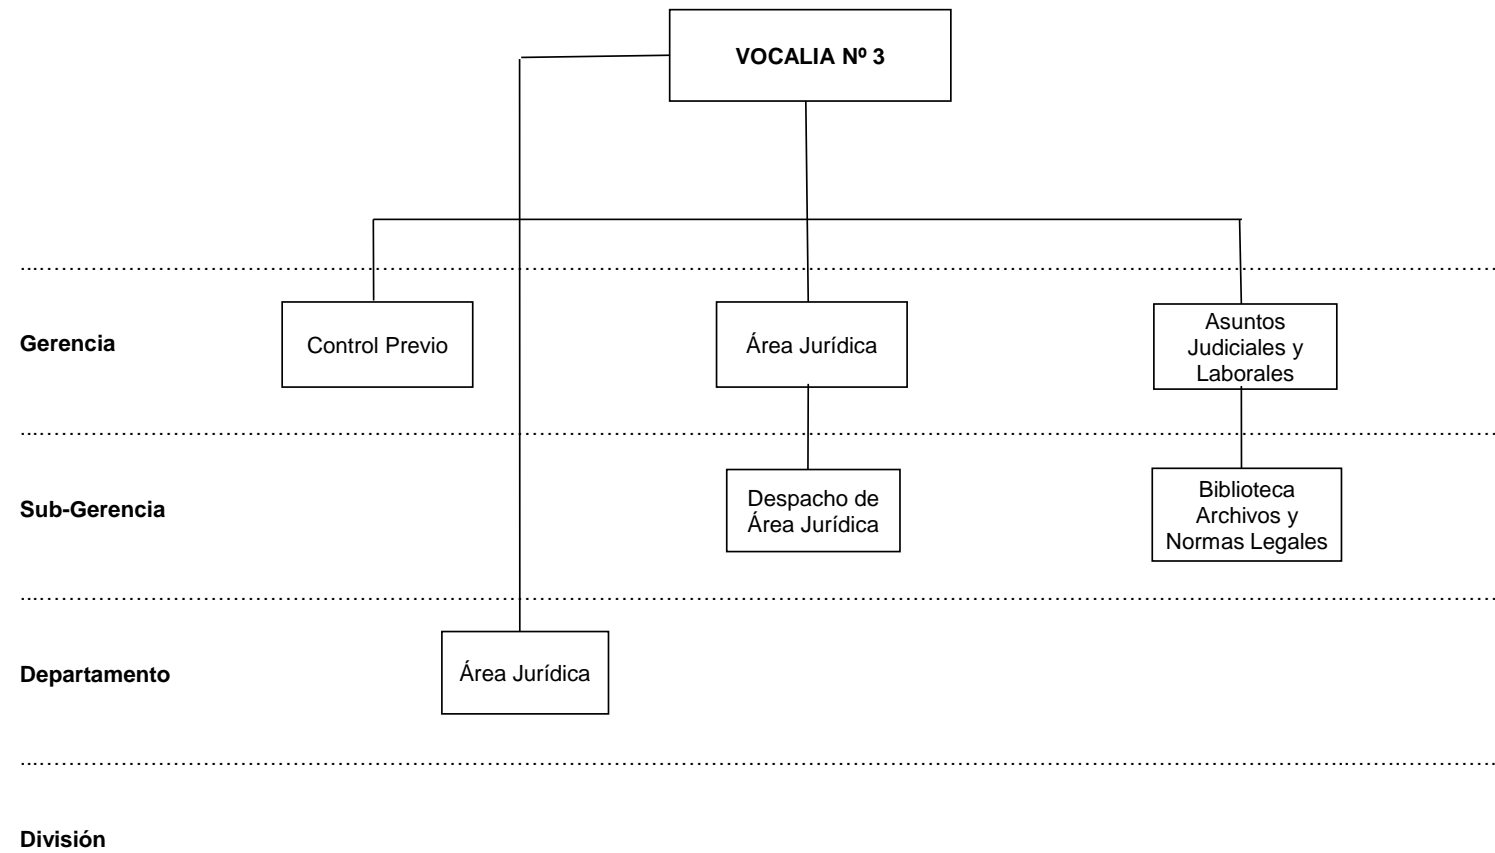 VOCALIA Nº 3
Gerencia
Control Previo
Área Jurídica
Asuntos
Judiciales y
Laborales
Sub-Gerencia
Despacho de
Área Jurídica
Biblioteca
Archivos y
Normas Legales
Departamento
Área Jurídica
División